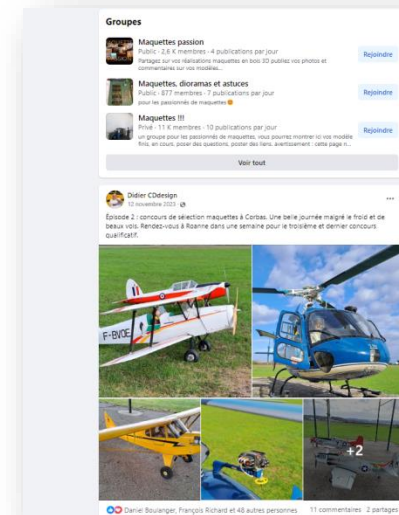 Groupes
Maquettes passion
Public · 2,6 K membres · 4 publications par jour
Partagez sur vos réalisations maquettes en bois 3D publiez vos photos et
commentaires sur vos modèles...
Rejoindre
Maquettes, dioramas et astuces
Public · 877 membres · 7 publications par jour
pour les passionnés de maquettes
Rejoindre
Maquettes !!!
Privé · 11 K membres · 10 publications par jour
un groupe pour les passionnés de maquettes, vous pourrez montrer ici vos modèle
finis, en cours, poser des questions, poster des liens. avertissement : cette page n...
Rejoindre
Voir tout
Didier CDdesign
12 novembre 2023
Épisode 2 : concours de sélection maquettes à Corbas. Une belle journée malgré le froid et de
beaux vols. Rendez-vous à Roanne dans une semaine pour le troisième et dernier concours
qualificatif.
F-BVOE
+2
Daniel Boulanger, François Richard et 48 autres personnes
11 commentaires 2 partages